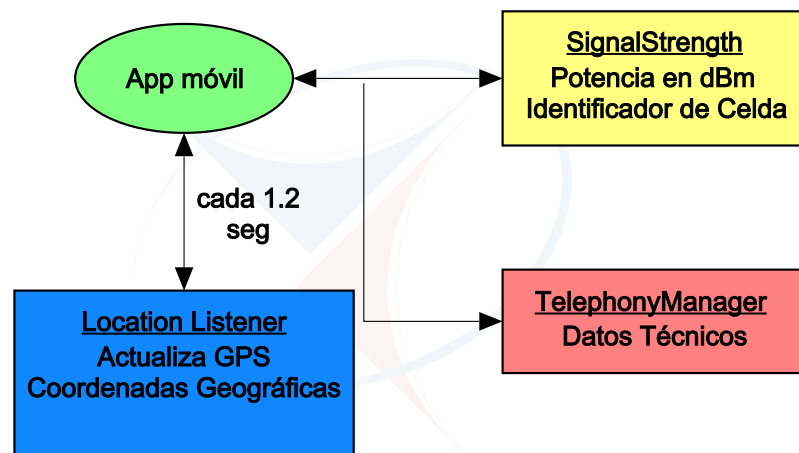 App móvil
SignalStrength
Potencia en dBm
Identificador de Celda
cada 1.2
seg
Location Listener
Actualiza GPS
Coordenadas Geográficas
TelephonyManager
Datos Técnicos